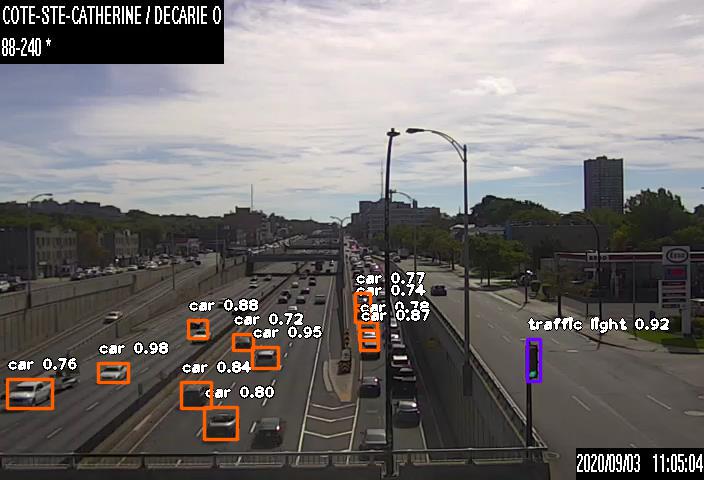 COTE-STE-CATHERINE / DECARIE O
88-240 *
car 0.77
car 0.74
car 0.88
car 0.78
car 0.72
car 0.87
car 0.95
traffic light 0.92
car 0.98
car 0.76
car 0.84
car 0.80
Esso
2020/09/03 11:05:04